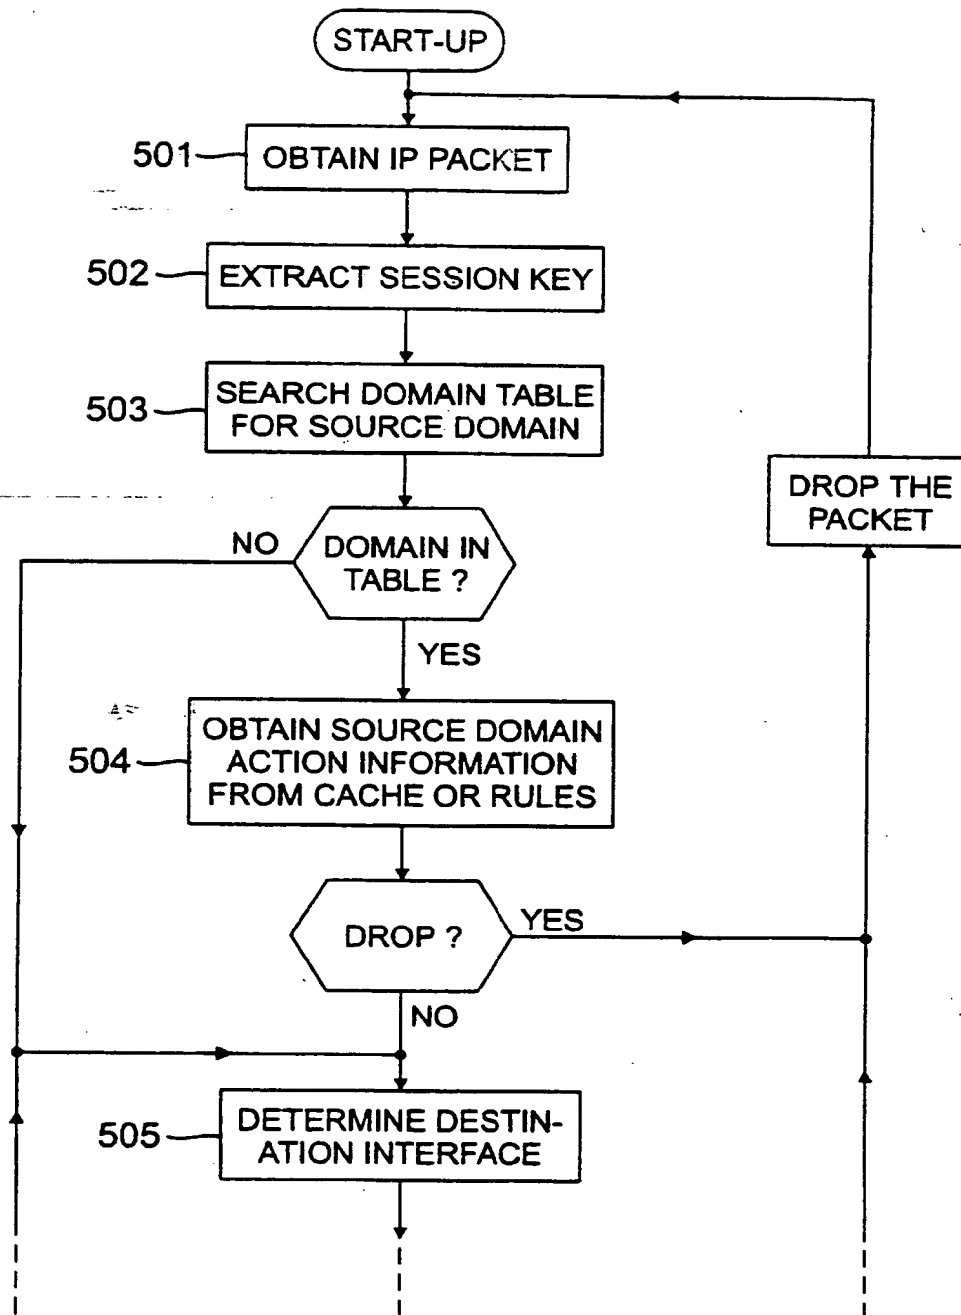 START-UP
501
OBTAIN IP PACKET
502
EXTRACT SESSION KEY
503
SEARCH DOMAIN TABLE
FOR SOURCE DOMAIN
DROP THE
PACKET
NO
DOMAIN IN
TABLE ?
YES
504
OBTAIN SOURCE DOMAIN
ACTION INFORMATION
FROM CACHE OR RULES
DROP ?
YES
NO
505
DETERMINE DESTIN-
ATION INTERFACE